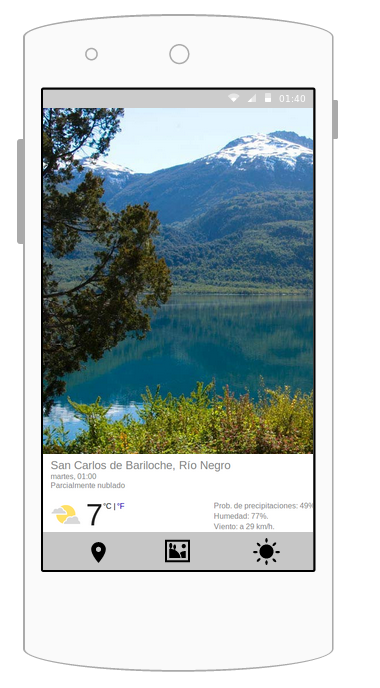 01:40
San Carlos de Bariloche, Río Negro
martes, 01:00
Parcialmente nublado
7°C | °F
Prob. de precipitaciones: 49%
Humedad: 77%.
Viento: a 29 km/h.